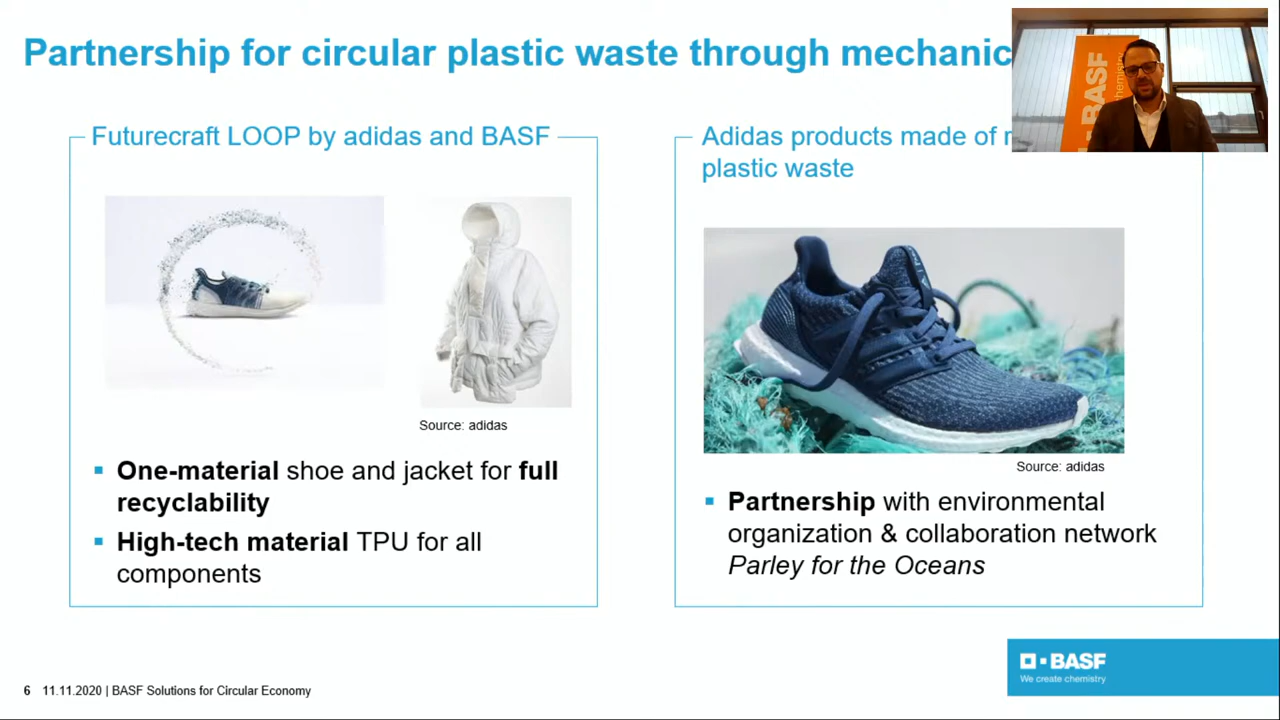 Partnership for circular plastic waste through mechanic
BASF
chemistry
Futurecraft LOOP by adidas and BASF
Source: adidas
One-material shoe and jacket for full
recyclability
High-tech material TPU for all
components
Adidas products made of
plastic waste
Source: adidas
Partnership with environmental
organization & collaboration network
Parley for the Oceans
6 11.11.2020 | BASF Solutions for Circular Economy
BASF
We create chemistry